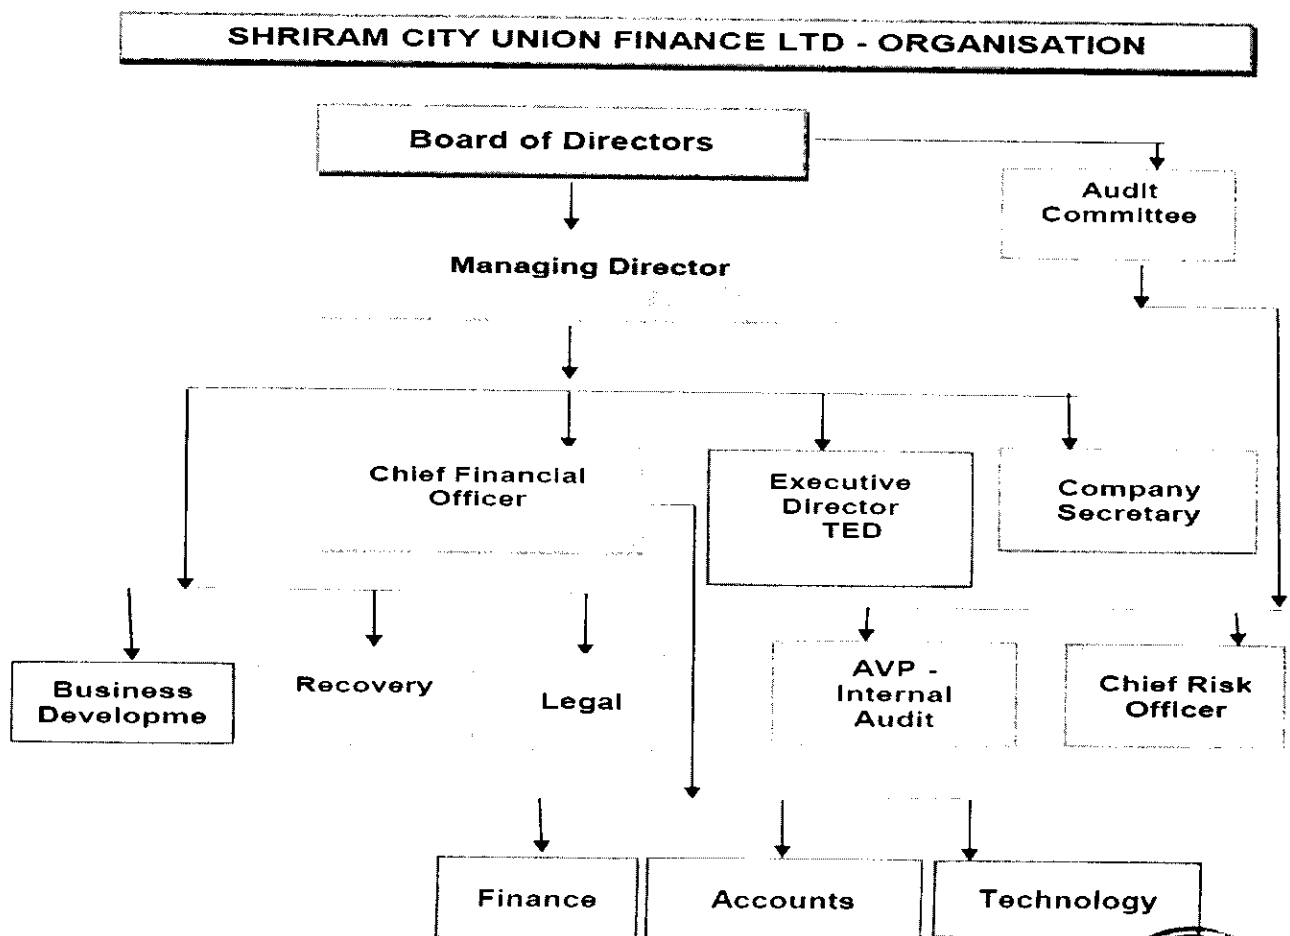 SHRIRAM CITY UNION FINANCE LTD - ORGANISATION
Board of Directors
Audit
Committee
Managing Director
Chief Financial
Officer
Executive
Director
TED
Company
Secretary
Business
Developme
Recovery
Legal
AVP -
Internal
Audit
Chief Risk
Officer
Finance
Accounts
Technology